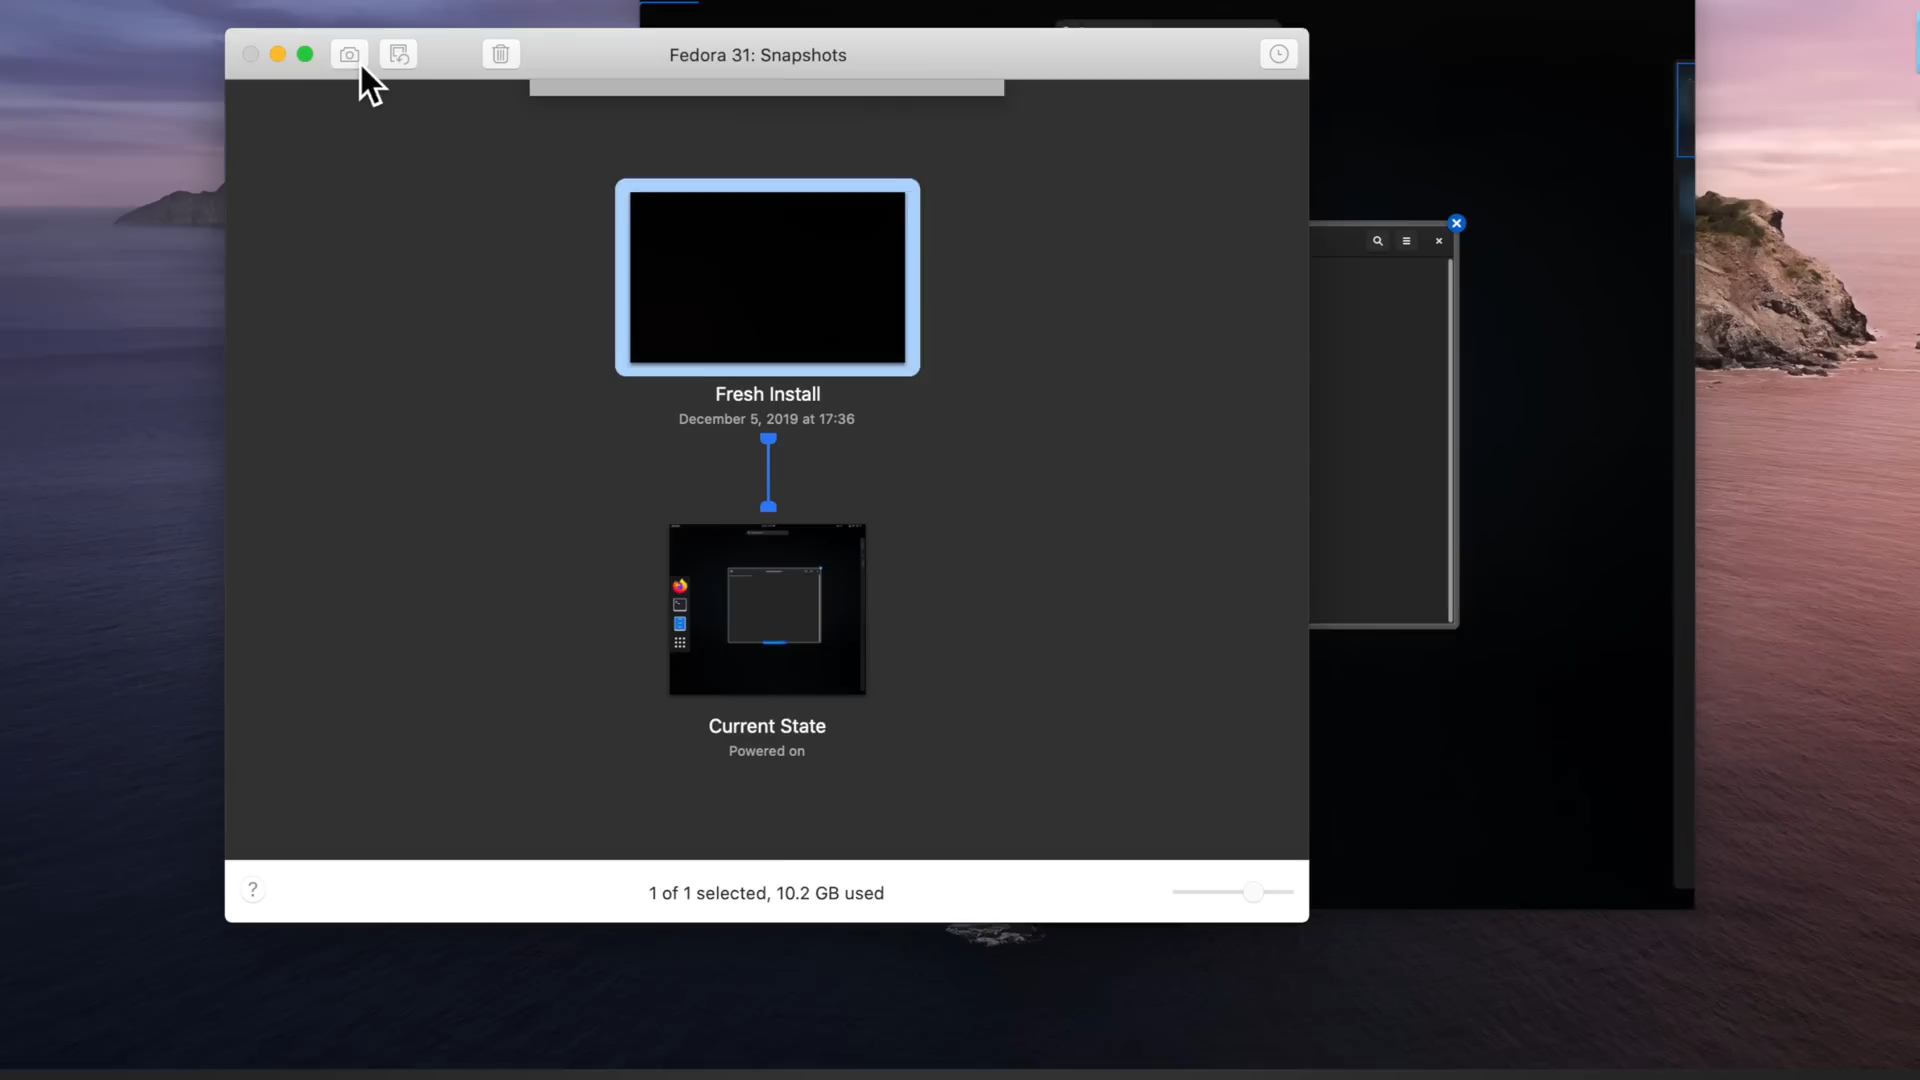 Fedora 31: Snapshots
Fresh Install
December 5, 2019 at 17:36
Current State
Powered on
?
1 of 1 selected, 10.2 GB used